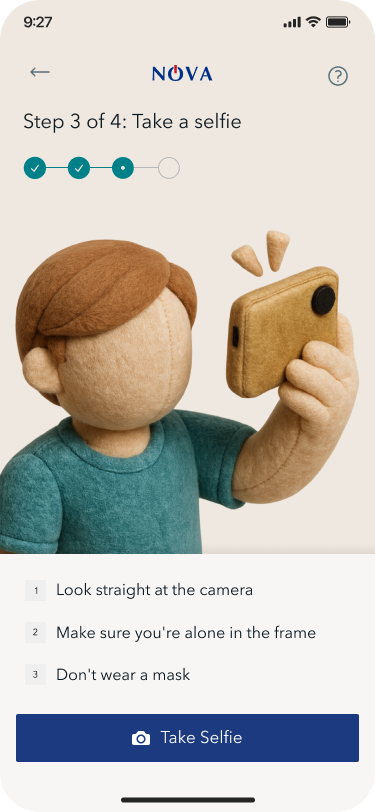 9:27
NOVA
?
Step 3 of 4: Take a selfie
1 Look straight at the camera
2 Make sure you're alone in the frame
3 Don't wear a mask
Take Selfie